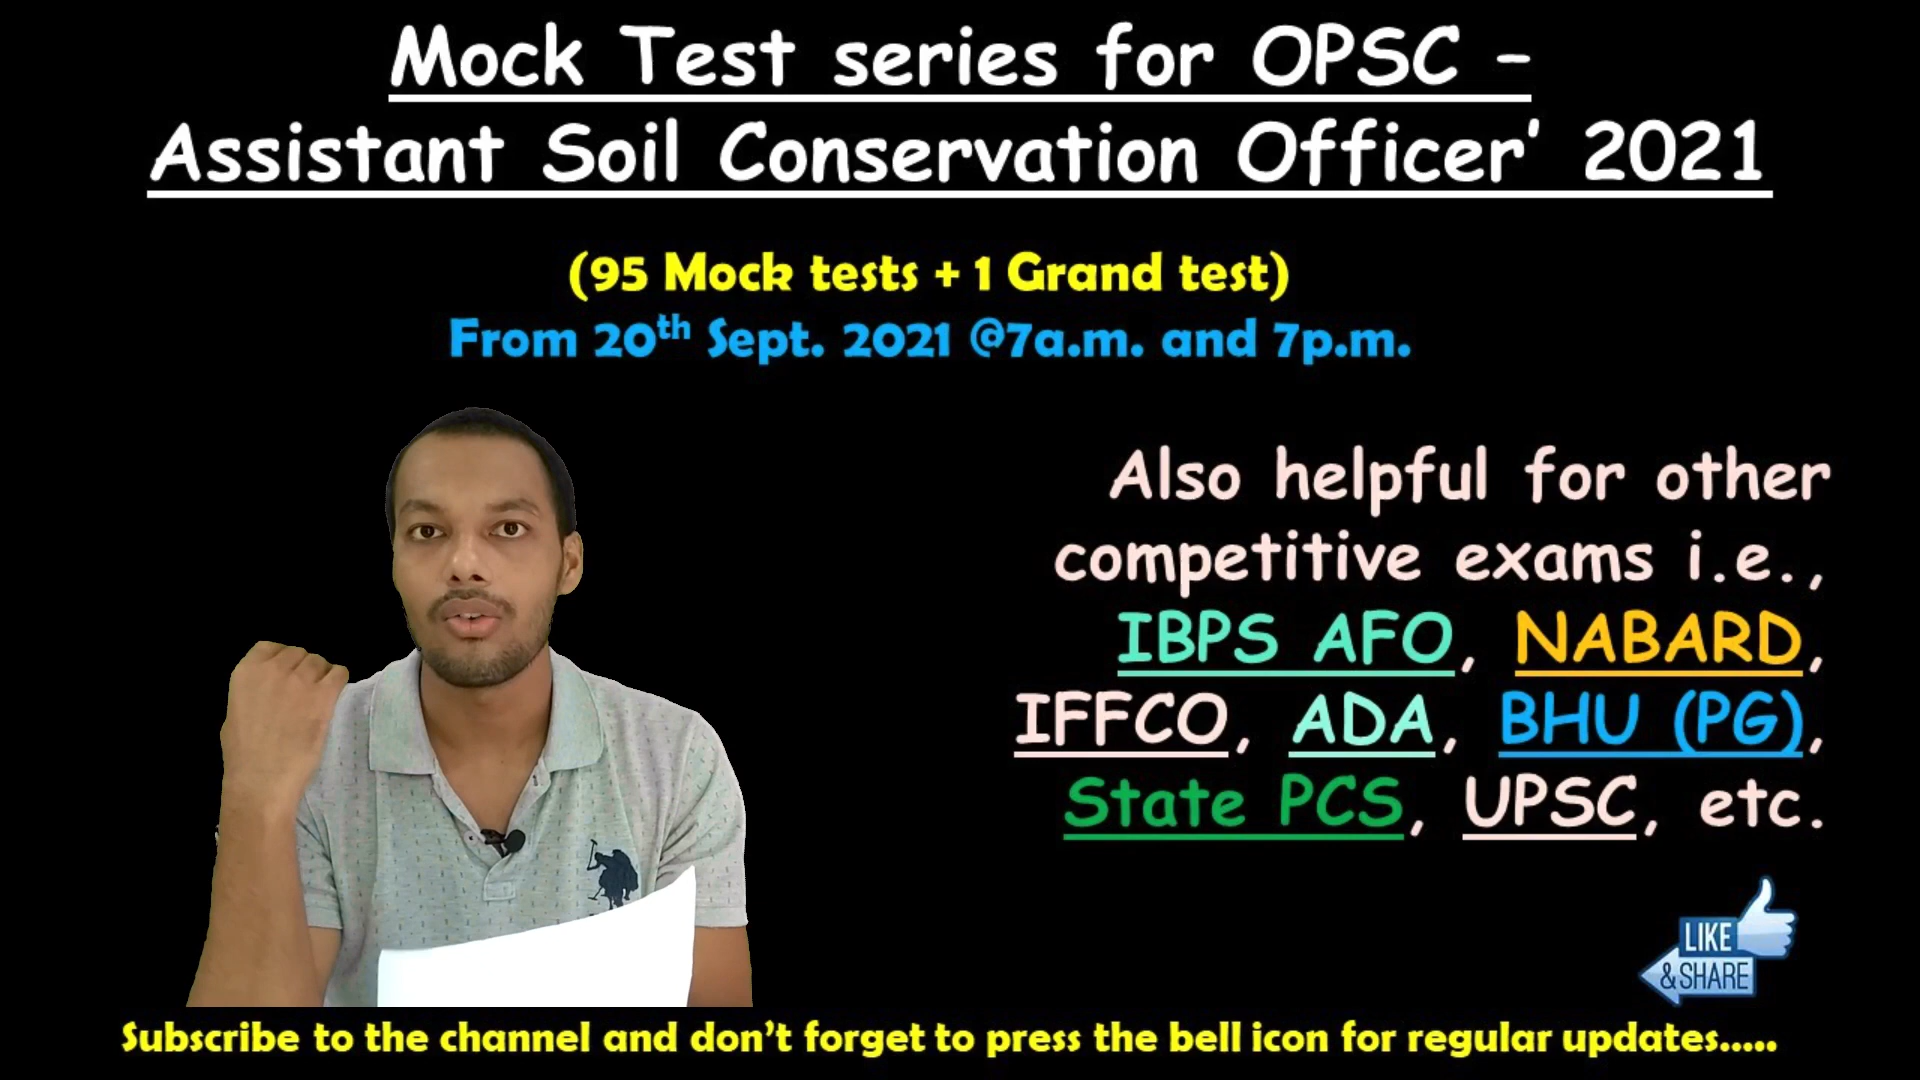 Mock Test series for OPSC –
Assistant Soil Conservation Officer’ 2021
(95 Mock tests + 1 Grand test)
From 20th Sept. 2021 @7a.m. and 7p.m.
Also helpful for other
competitive exams i.e.,
IBPS AFO, NABARD,
IFFCO, ADA, BHU (PG),
State PCS, UPSC, etc.
LIKE
& SHARE
Subscribe to the channel and don’t forget to press the bell icon for regular updates.....